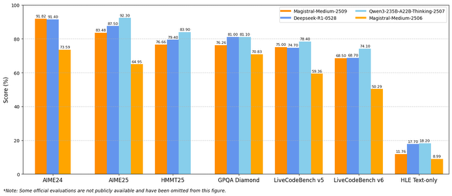 Magistral-Medium-2509
Deepseek-R1-0528
Qwen3-235B-A22B-Thinking-2507
Magistral-Medium-2506
Score (%)
100
80
60
40
20
0
91.82 91.40 73.59
83.48 87.50 92.30 64.95
76.66 79.40 83.90
76.26 81.00 81.10 70.83
75.00 74.70 78.40 59.36
68.50 68.70 74.10 50.29
11.76 17.70 18.20 8.99
AIME24 AIME25 HMMT25 GPQA Diamond LiveCodeBench v5 LiveCodeBench v6 HLE Text-only
*Note: Some official evaluations are not publicly available and have been omitted from this figure.